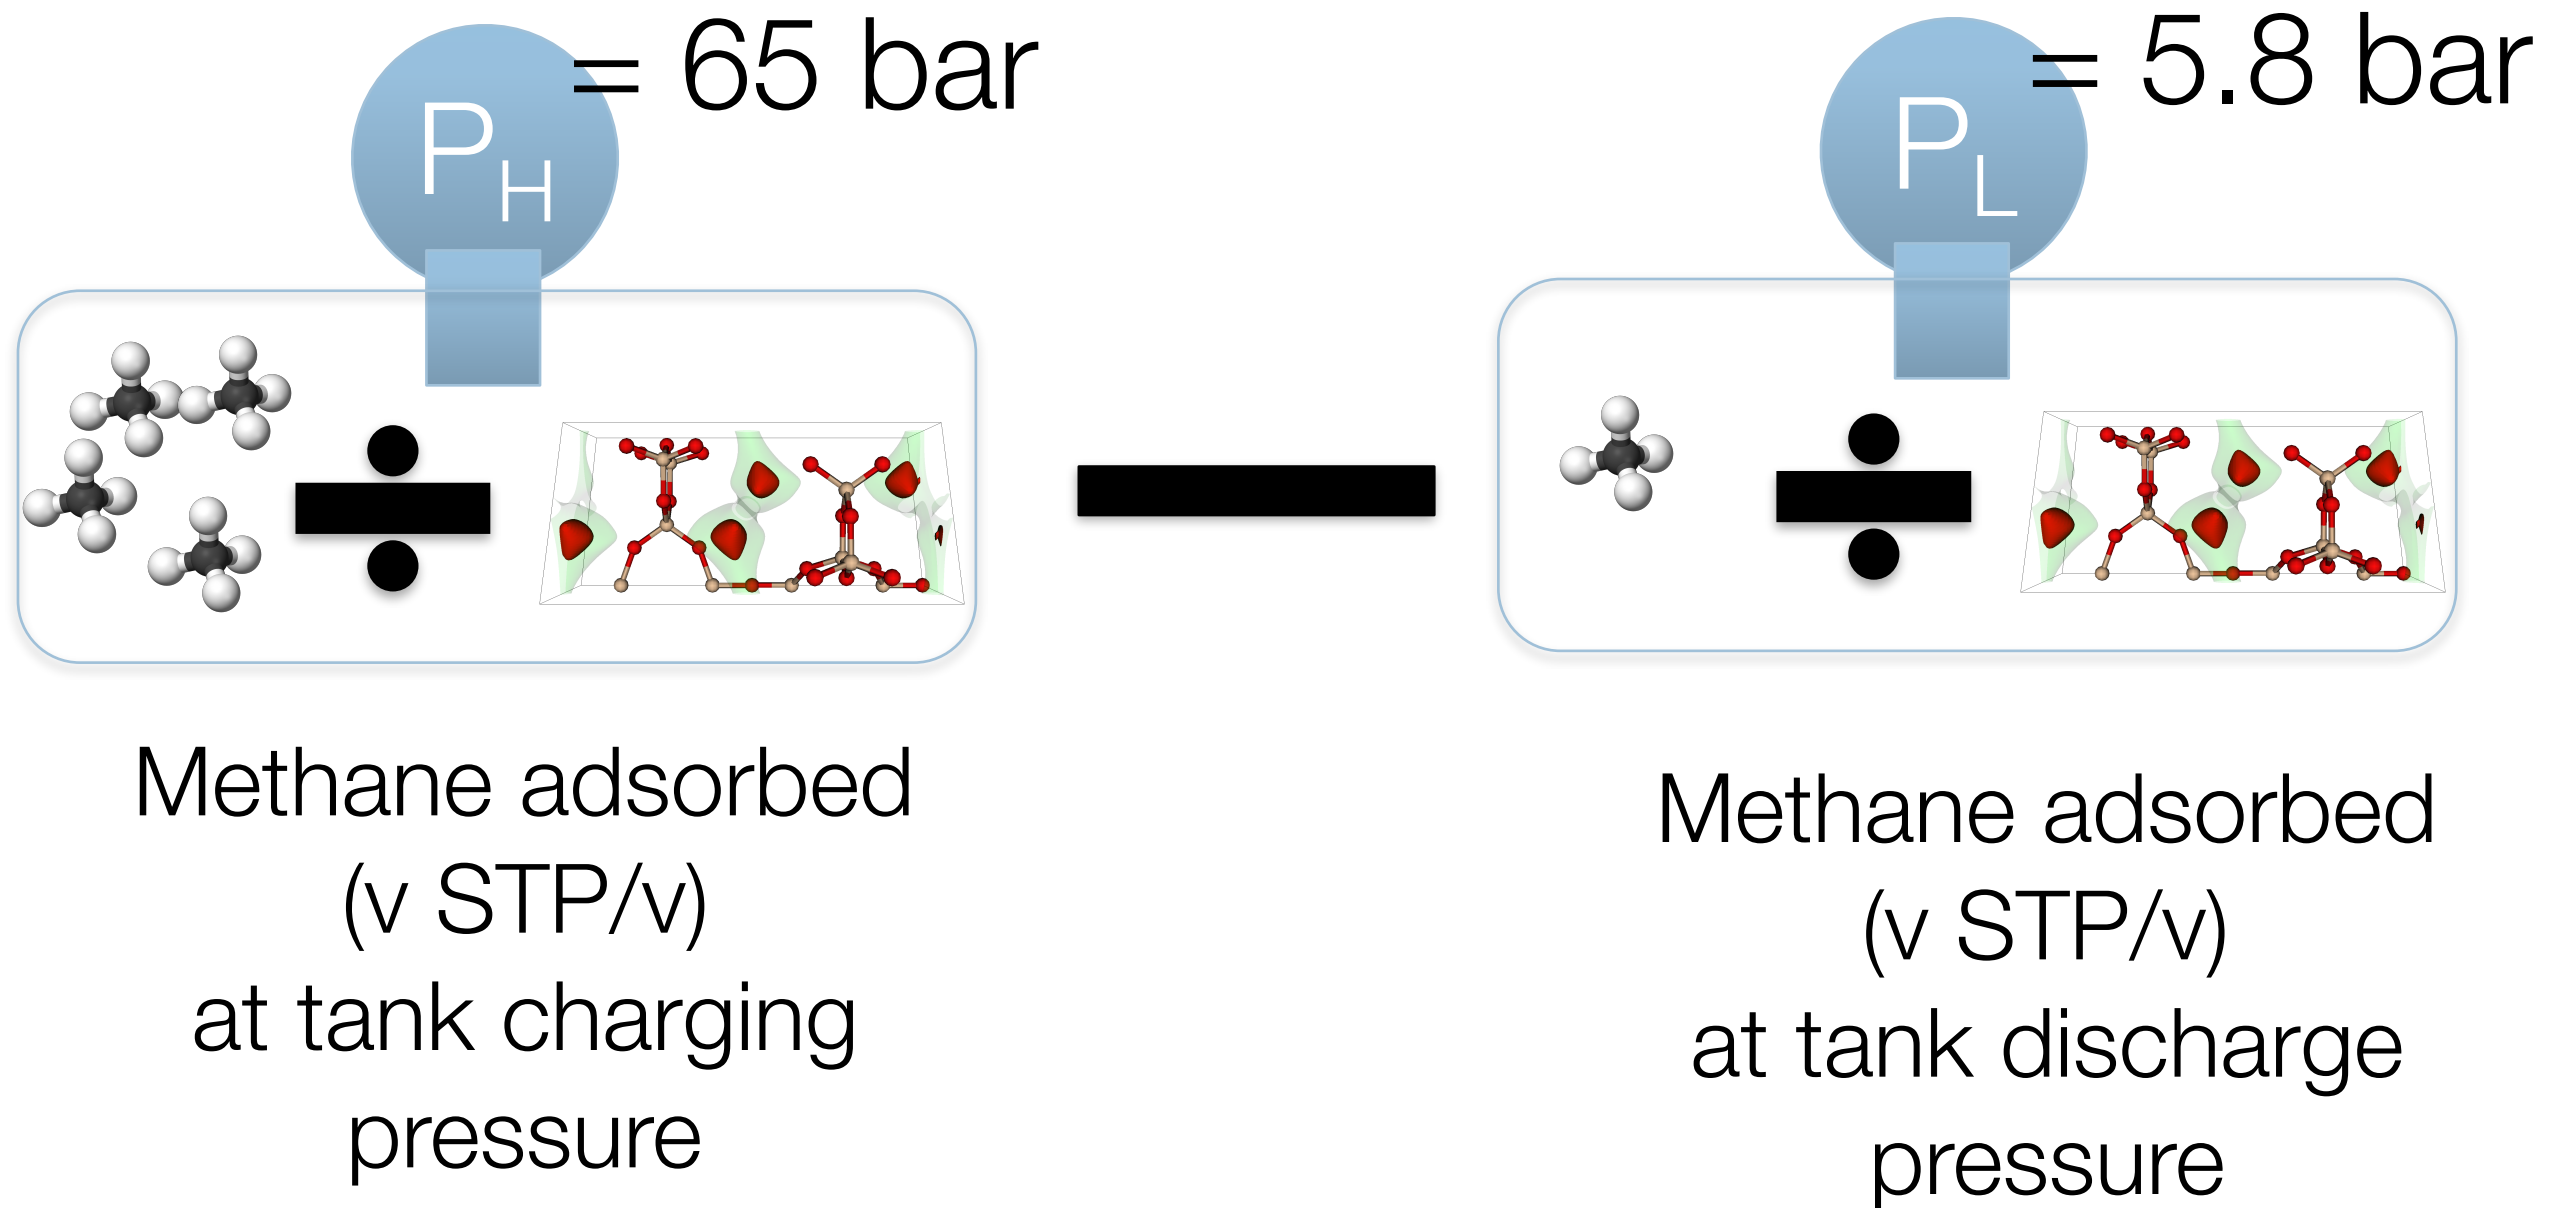 P_H = 65 bar
P_L = 5.8 bar
Methane adsorbed
(v STP/v)
at tank charging
pressure
Methane adsorbed
(v STP/v)
at tank discharge
pressure